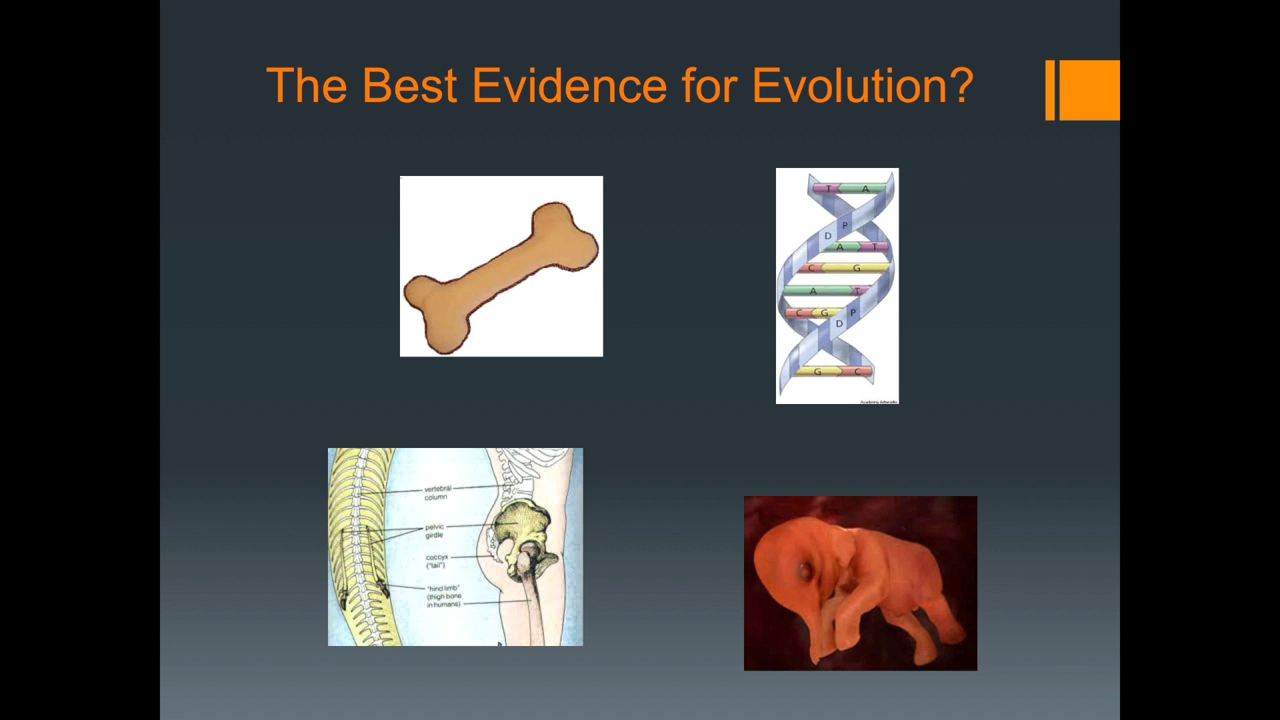 The Best Evidence for Evolution?
T A
P
D
A T
C G
A T
C G P
D
G C
vertebral
column
pelvic
girdle
coccyx
("tail")
"hind limb"
(thigh bone
in humans)